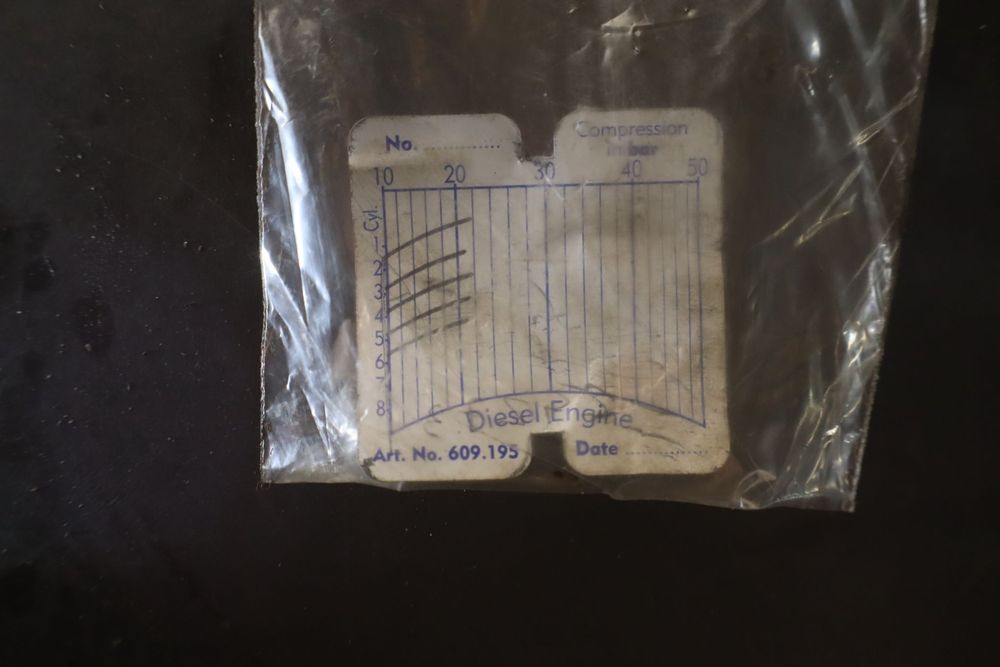 No. ............
Compression
in bar
10 20 30 40 50
Cyl.
1
2
3
4
5
6
7
8
Diesel Engine
Art. No. 609.195
Date ............